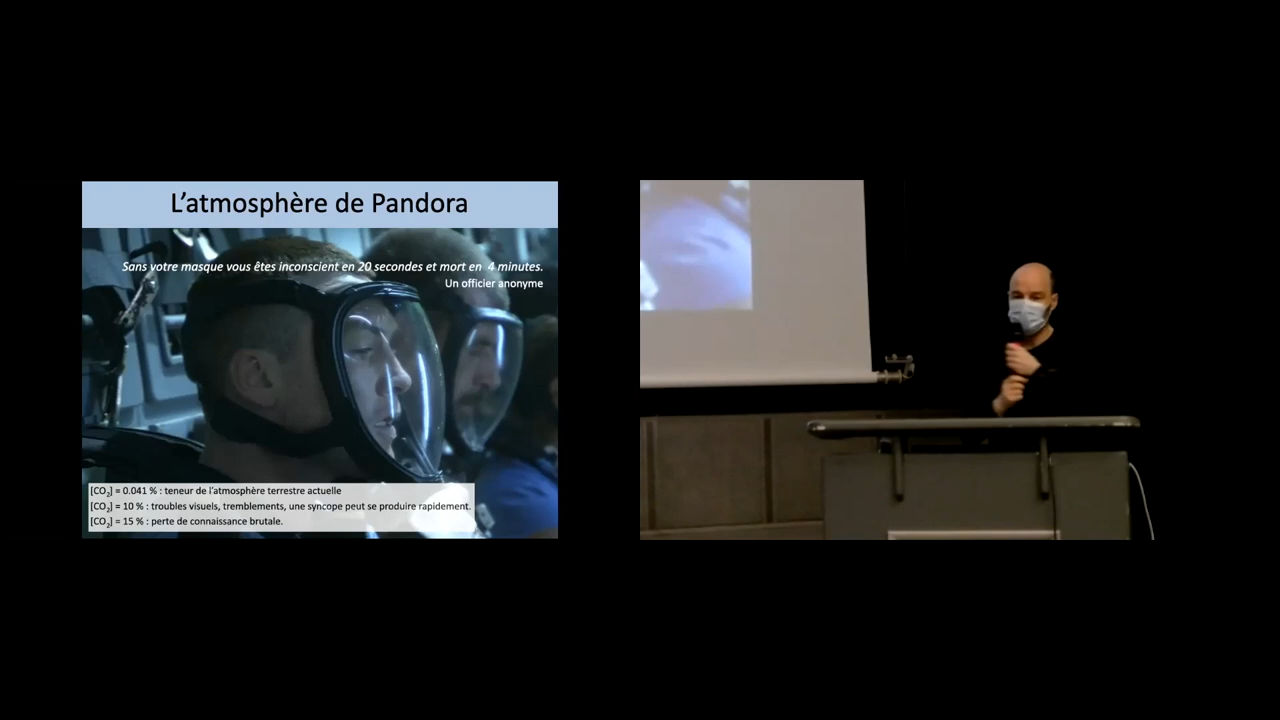 L'atmosphère de Pandora
Sans votre masque vous êtes inconscient en 20 secondes et mort en 4 minutes.
Un officier anonyme
[CO₂] = 0.041 % : teneur de l'atmosphère terrestre actuelle
[CO₂] = 10 % : troubles visuels, tremblements, une syncope peut se produire rapidement.
[CO₂] = 15 % : perte de connaissance brutale.